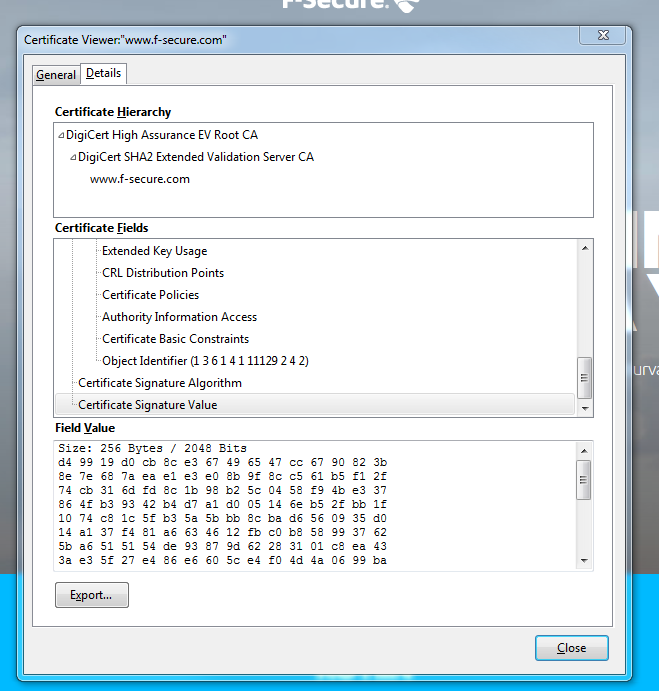 F-Secure.
Certificate Viewer:"www.f-secure.com"
General
Details
Certificate Hierarchy
DigiCert High Assurance EV Root CA
DigiCert SHA2 Extended Validation Server CA
www.f-secure.com
Certificate Fields
Extended Key Usage
CRL Distribution Points
Certificate Policies
Authority Information Access
Certificate Basic Constraints
Object Identifier (1 3 6 1 4 1 11129 2 4 2)
Certificate Signature Algorithm
Certificate Signature Value
Field Value
Size: 256 Bytes / 2048 Bits
d4 99 19 d0 cb 8c e3 67 49 65 47 cc 67 90 82 3b
8e 7e 68 7a ea e1 e3 e0 8b 9f 8c c5 61 b5 f1 2f
74 cb 31 6d fd 8c 1b 98 b2 5c 04 58 f9 4b e3 37
86 4f b3 93 42 b4 d7 a1 d0 05 14 6e b5 2f bb 1f
10 74 c8 1c 5f b3 5a 5b bb 8c ba d6 56 09 35 d0
14 a1 37 f4 81 a6 63 46 12 fb c0 b8 58 99 37 62
5b a6 51 51 54 de 93 87 9d 62 28 31 01 c8 ea 43
3a e3 5f 27 e4 86 e6 60 5c e4 f0 4d 4a 06 99 ba
Export...
Close